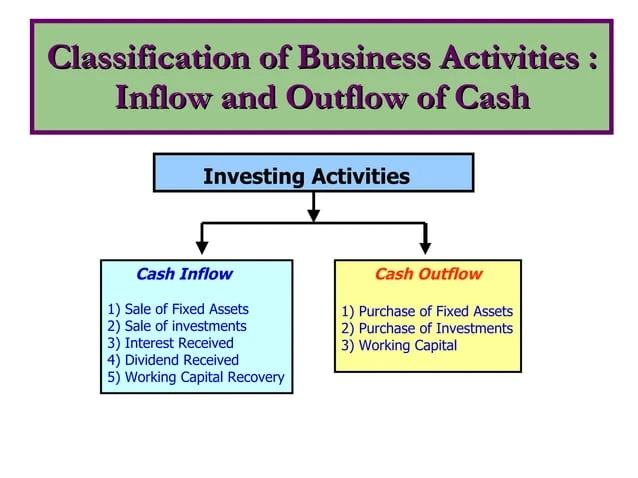 Classification of Business Activities :
Inflow and Outflow of Cash
Investing Activities
Cash Inflow
1) Sale of Fixed Assets
2) Sale of investments
3) Interest Received
4) Dividend Received
5) Working Capital Recovery
Cash Outflow
1) Purchase of Fixed Assets
2) Purchase of Investments
3) Working Capital